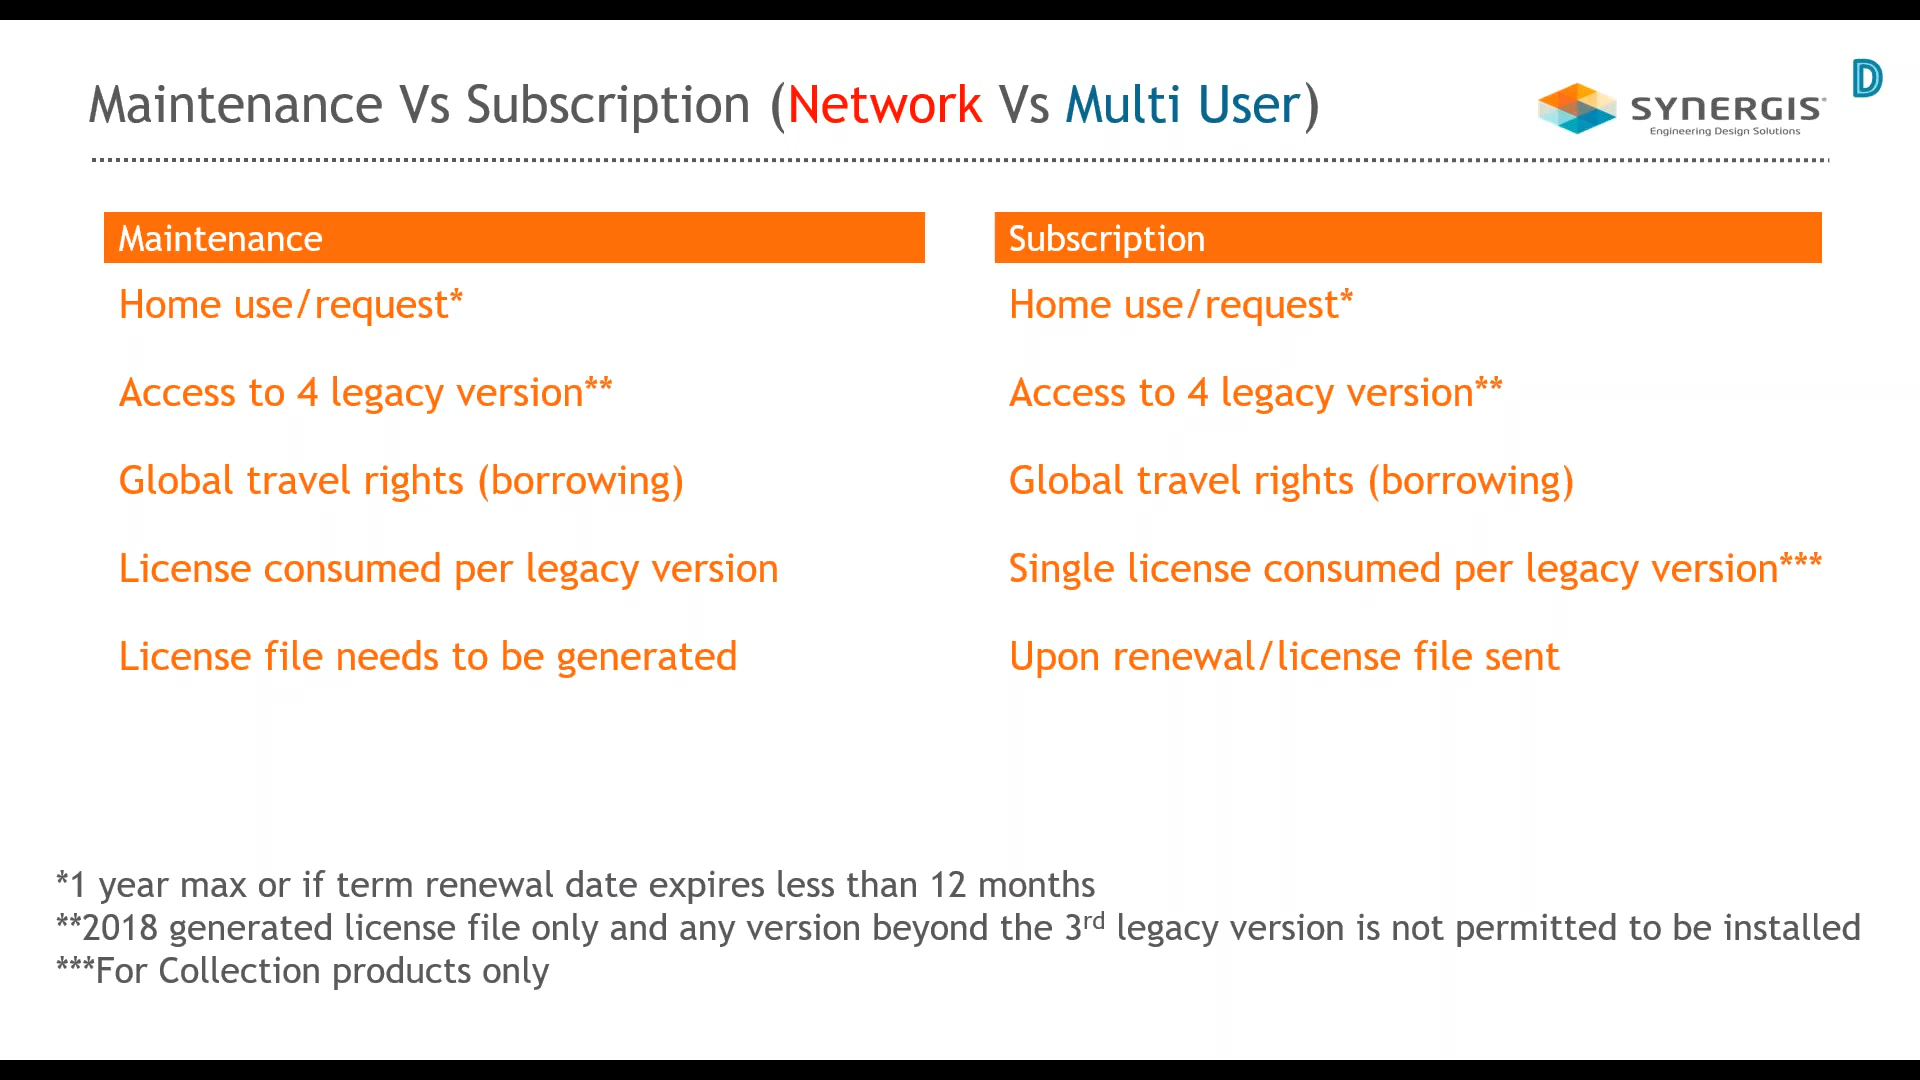 Maintenance Vs Subscription (Network Vs Multi User)
D
SYNERGIS
Engineering Design Solutions
Maintenance
Home use/request*
Access to 4 legacy version**
Global travel rights (borrowing)
License consumed per legacy version
License file needs to be generated
Subscription
Home use/request*
Access to 4 legacy version**
Global travel rights (borrowing)
Single license consumed per legacy version***
Upon renewal/license file sent
*1 year max or if term renewal date expires less than 12 months
**2018 generated license file only and any version beyond the 3rd legacy version is not permitted to be installed
***For Collection products only